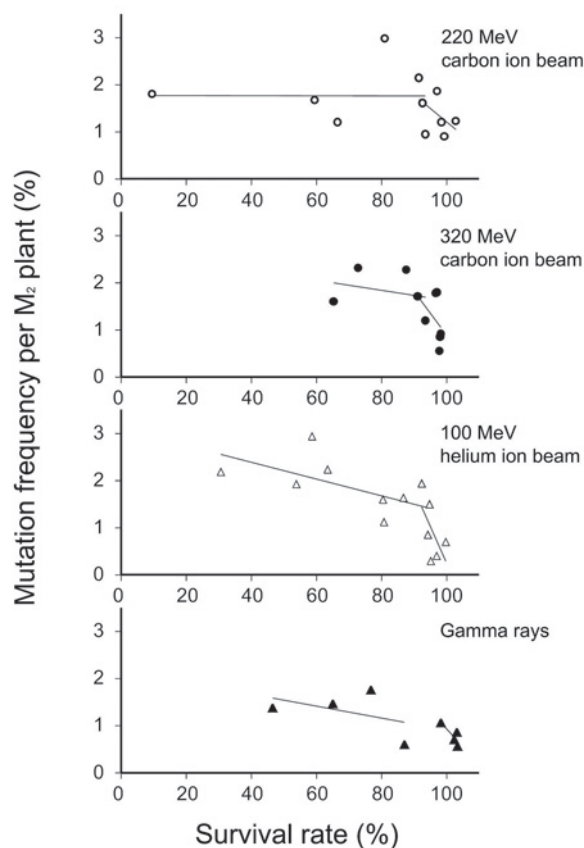 Mutation frequency per M₂ plant (%)
220 MeV
carbon ion beam
3
2
1
0
0 20 40 60 80 100
320 MeV
carbon ion beam
3
2
1
0
0 20 40 60 80 100
100 MeV
helium ion beam
3
2
1
0
0 20 40 60 80 100
Gamma rays
3
2
1
0
0 20 40 60 80 100
Survival rate (%)